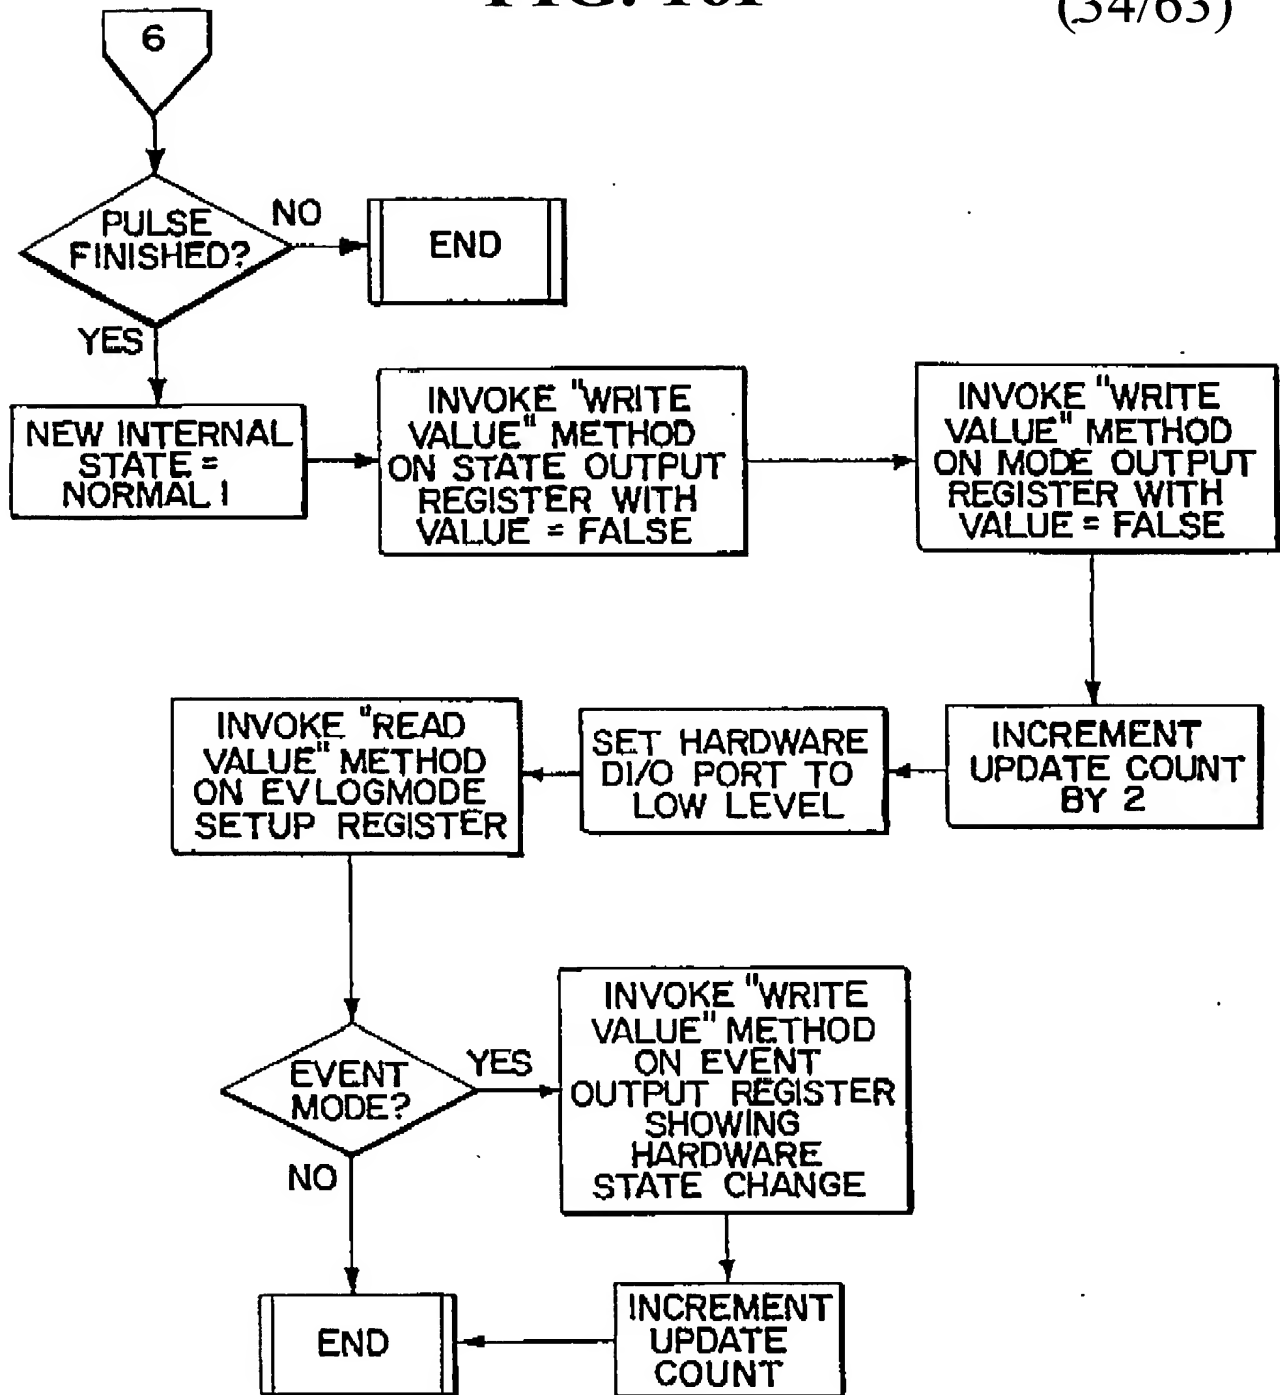 (34/63)
6
PULSE
FINISHED?
NO
END
YES
NEW INTERNAL
STATE =
NORMAL 1
INVOKE "WRITE
VALUE" METHOD
ON STATE OUTPUT
REGISTER WITH
VALUE = FALSE
INVOKE "WRITE
VALUE" METHOD
ON MODE OUTPUT
REGISTER WITH
VALUE = FALSE
INCREMENT
UPDATE COUNT
BY 2
SET HARDWARE
DI/O PORT TO
LOW LEVEL
INVOKE "READ
VALUE" METHOD
ON EVLOGMODE
SETUP REGISTER
EVENT
MODE?
YES
NO
INVOKE "WRITE
VALUE" METHOD
ON EVENT
OUTPUT REGISTER
SHOWING
HARDWARE
STATE CHANGE
INCREMENT
UPDATE
COUNT
END